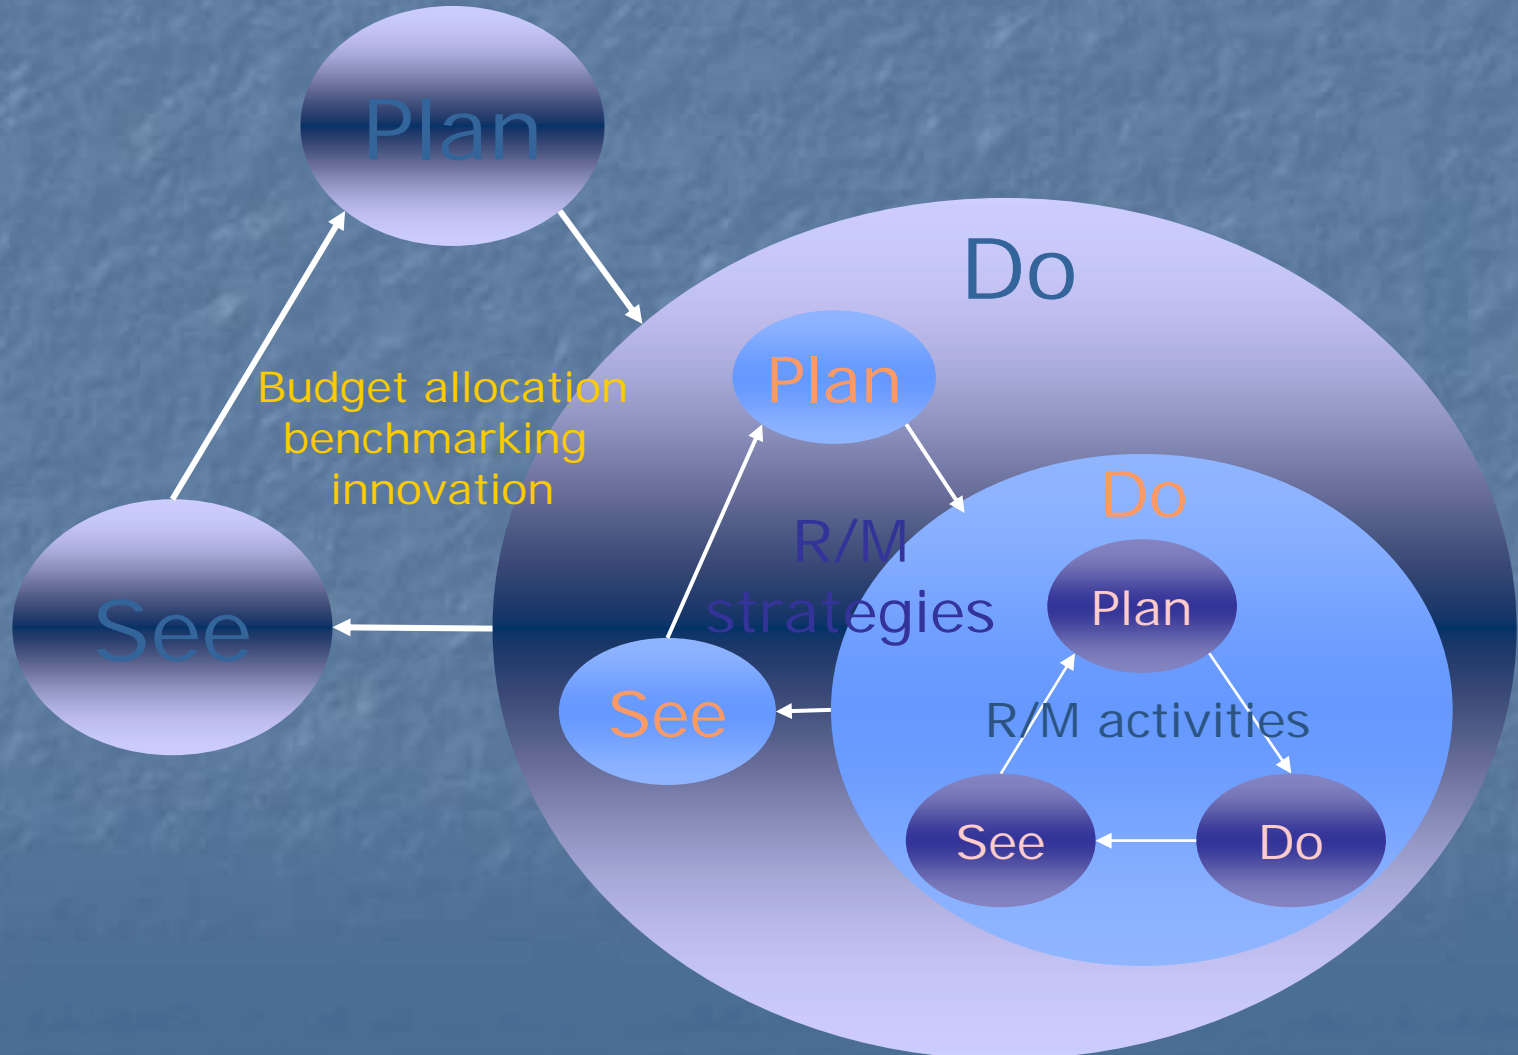 Plan
Do
Plan
Budget allocation
benchmarking
innovation
Do
R/M
strategies
Plan
See
See
R/M activities
See
Do